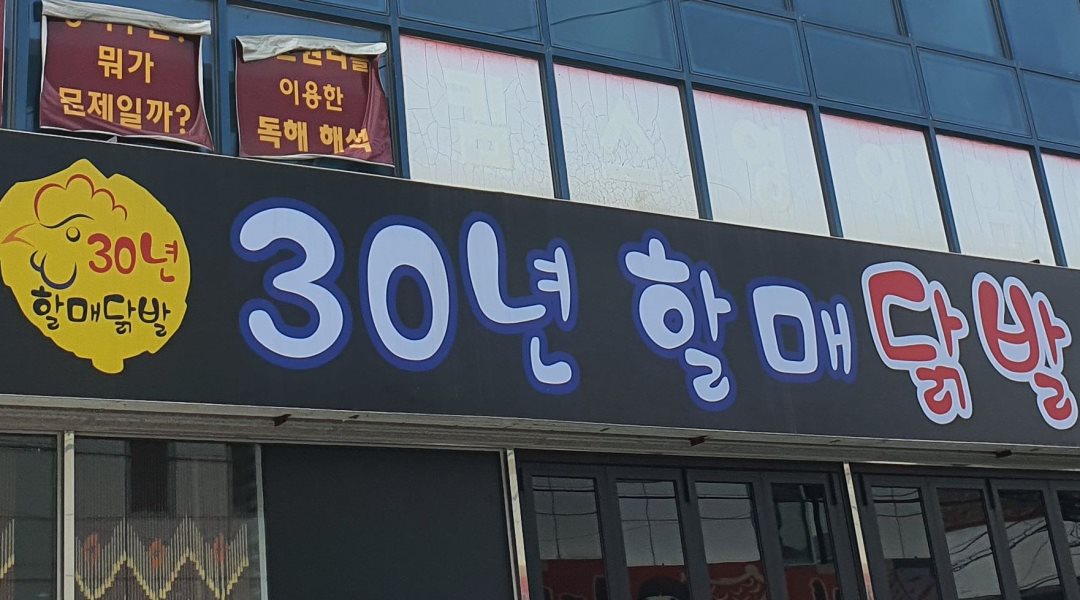 뭐가
문제일까?
이용한
독해 해석
30년
할매닭발
30년 할매 닭발